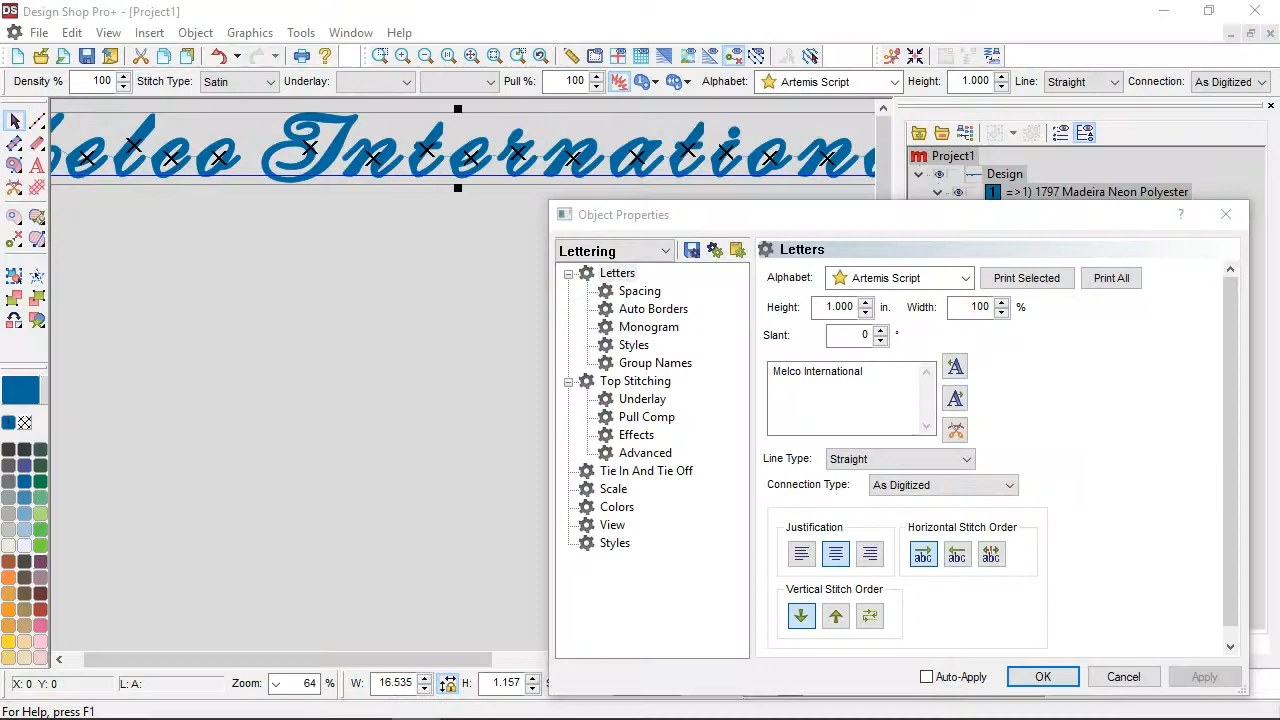 DS Design Shop Pro+ - [Project1]
File Edit View Insert Object Graphics Tools Window Help
Density % 100 Stitch Type: Satin Underlay: Pull % 100 Alphabet: Artemis Script Height: 1.000 Line: Straight Connection: As Digitized
elco Internation
Project1
Design
1 =>1) 1797 Madeira Neon Polyester
Object Properties
Lettering
Letters
Spacing
Auto Borders
Monogram
Styles
Group Names
Top Stitching
Underlay
Pull Comp
Effects
Advanced
Tie In And Tie Off
Scale
Colors
View
Styles
Letters
Alphabet: Artemis Script Print Selected Print All
Height: 1.000 in. Width: 100 %
Slant: 0 °
Melco International
Line Type: Straight
Connection Type: As Digitized
Justification Horizontal Stitch Order
abc abc abc
Vertical Stitch Order
Auto-Apply OK Cancel Apply
X: 0 Y: 0 L: A: Zoom: 64 % W: 16.535 H: 1.157
For Help, press F1